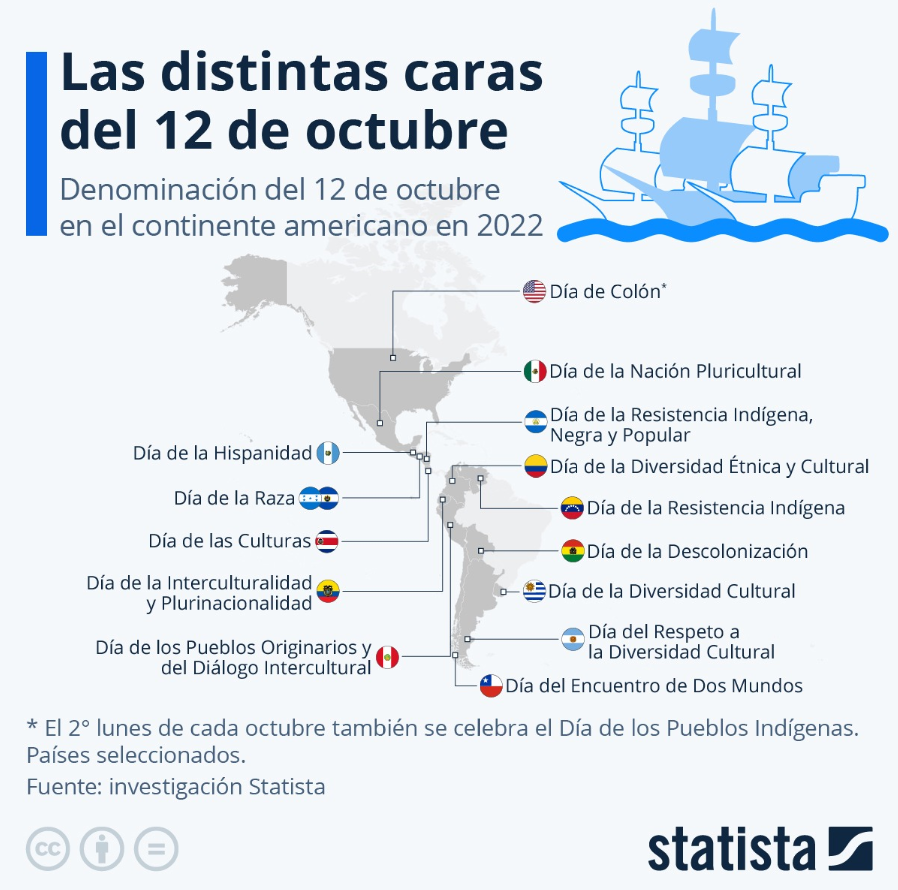 Las distintas caras
del 12 de octubre
Denominación del 12 de octubre
en el continente americano en 2022
Día de Colón*
Día de la Nación Pluricultural
Día de la Resistencia Indígena,
Negra y Popular
Día de la Hispanidad
Día de la Diversidad Étnica y Cultural
Día de la Raza
Día de la Resistencia Indígena
Día de las Culturas
Día de la Descolonización
Día de la Interculturalidad
y Plurinacionalidad
Día de la Diversidad Cultural
Día del Respeto a
la Diversidad Cultural
Día de los Pueblos Originarios y
del Diálogo Intercultural
Día del Encuentro de Dos Mundos
* El 2° lunes de cada octubre también se celebra el Día de los Pueblos Indígenas.
Países seleccionados.
Fuente: investigación Statista
cc
statista